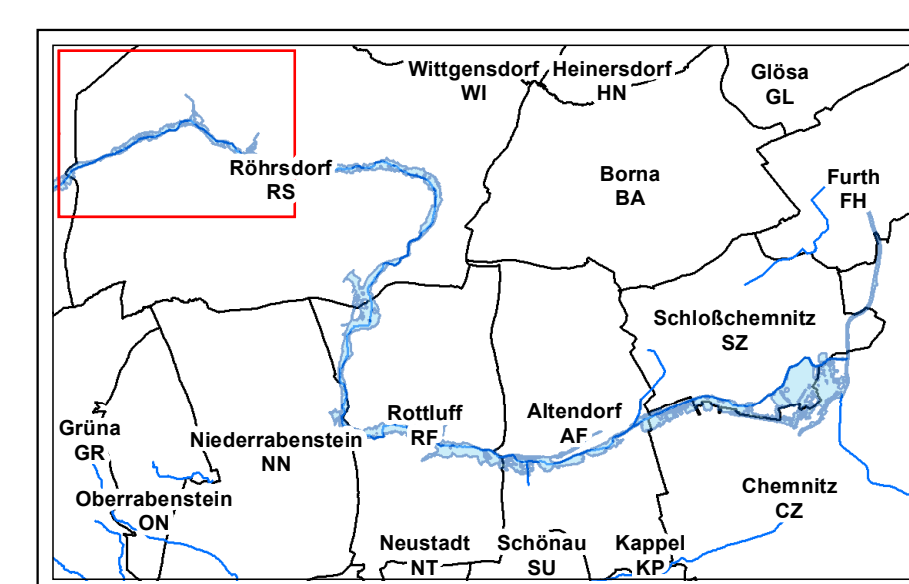 Wittgensdorf
WI
Heinersdorf
HN
Glösa
GL
Röhrsdorf
RS
Borna
BA
Furth
FH
Schloßchemnitz
SZ
Rottluff
RF
Altendorf
AF
Grüna
GR
Niederrabenstein
NN
Oberrabenstein
ON
Chemnitz
CZ
Neustadt
NT
Schönau
SU
Kappel
KP